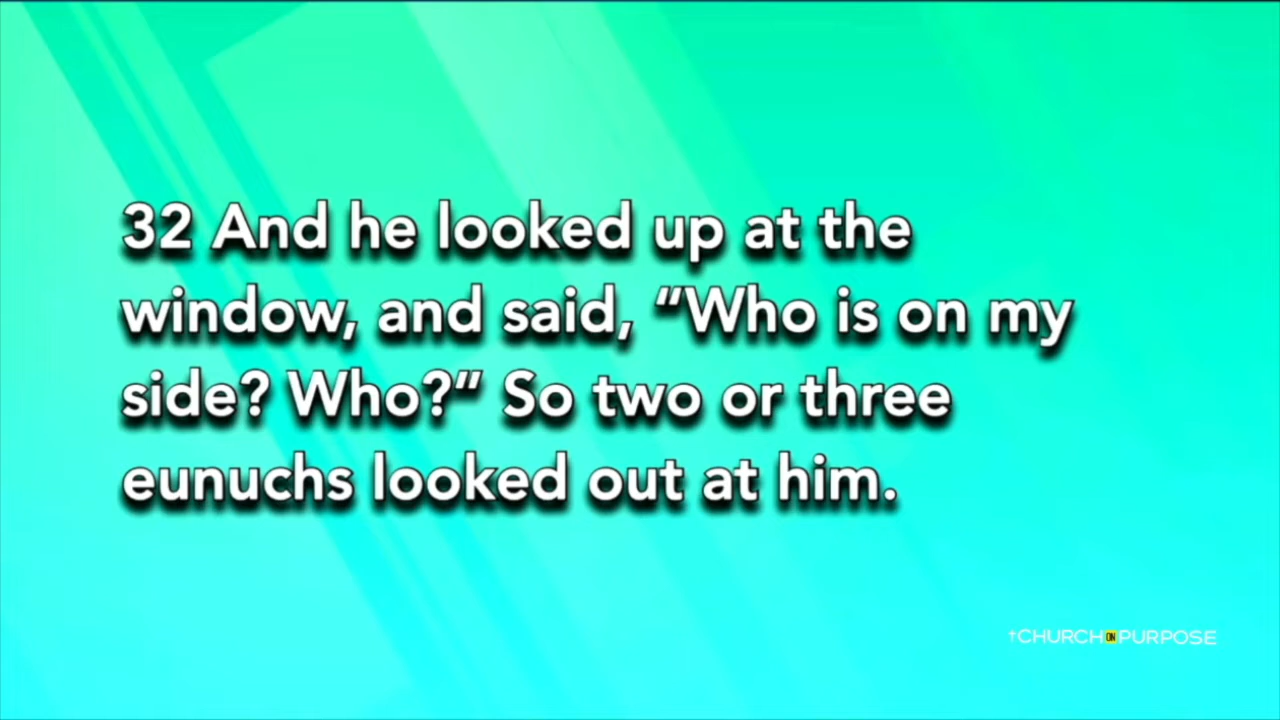 32 And he looked up at the
window, and said, “Who is on my
side? Who?” So two or three
eunuchs looked out at him.
†CHURCH ON PURPOSE